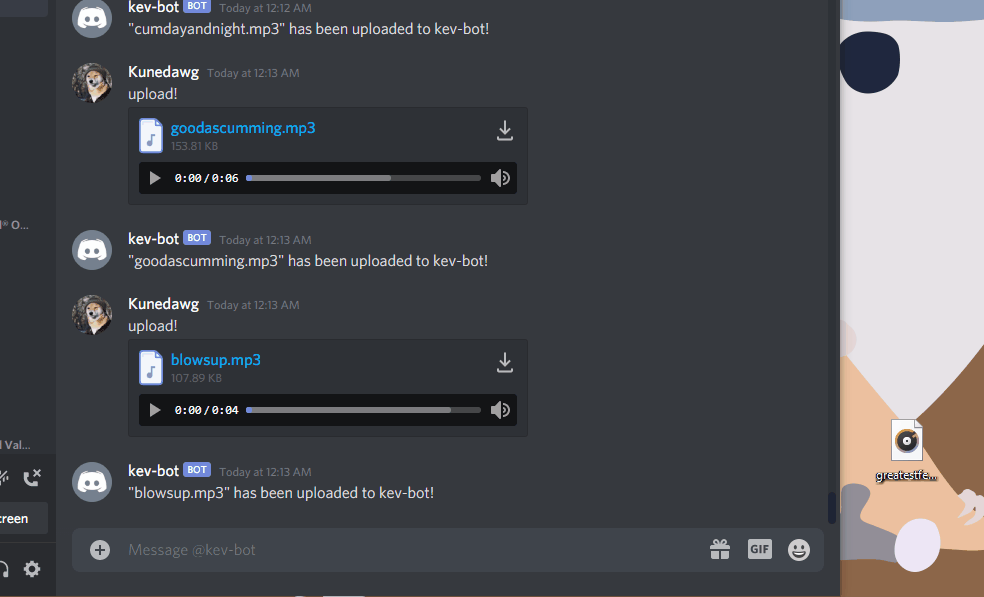 kev-bot BOT Today at 12:12 AM
"cumdayandnight.mp3" has been uploaded to kev-bot!
Kunedawg Today at 12:13 AM
upload!
goodascumming.mp3
153.81 KB
0:00/0:06
l® O...
kev-bot BOT Today at 12:13 AM
"goodascumming.mp3" has been uploaded to kev-bot!
Kunedawg Today at 12:13 AM
upload!
blowsup.mp3
107.89 KB
0:00/0:04
l Val...
kev-bot BOT Today at 12:13 AM
"blowsup.mp3" has been uploaded to kev-bot!
greatestfe...
creen
Message @kev-bot
GIF